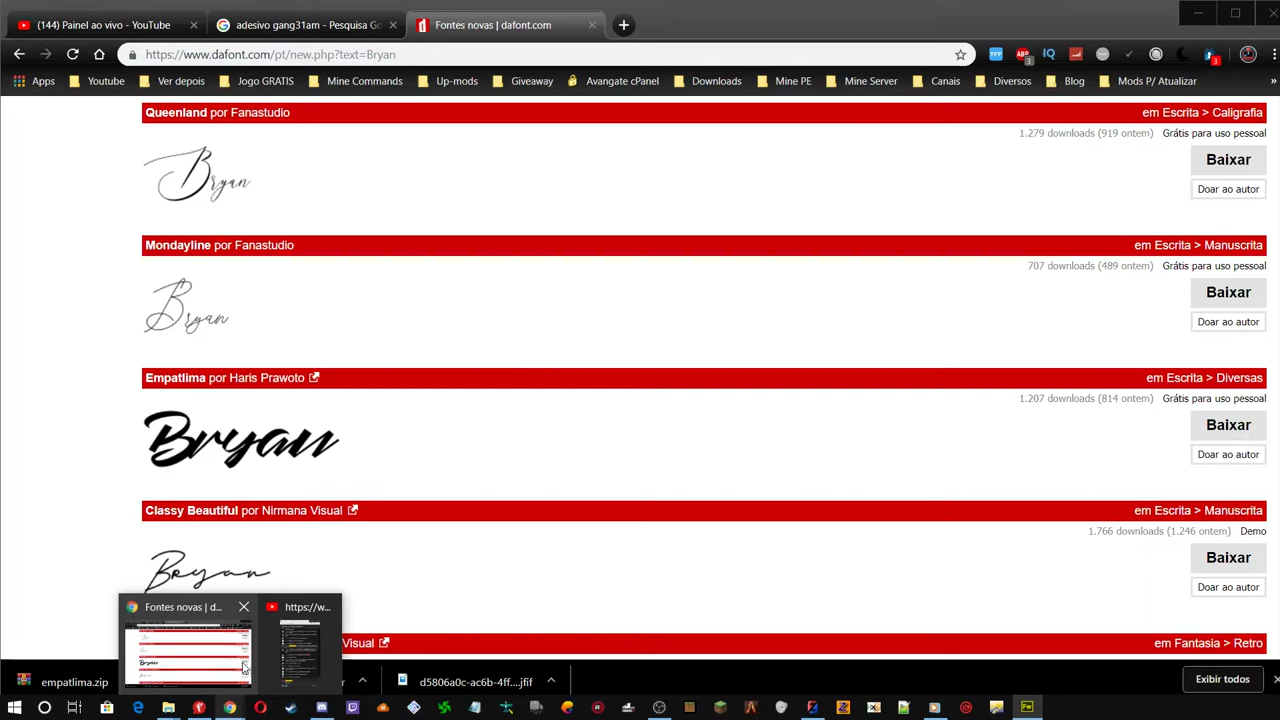 (144) Painel ao vivo - YouTube
adesivo gang31am - Pesquisa Go
Fontes novas | dafont.com
https://www.dafont.com/pt/new.php?text=Bryan
Apps Youtube Ver depois Jogo GRATIS Mine Commands Up-mods Giveaway Avangate cPanel Downloads Mine PE Mine Server Canais Diversos Blog Mods P/ Atualizar »
Queenland por Fanastudio em Escrita > Caligrafia
1.279 downloads (919 ontem) Grátis para uso pessoal
Bryan
Baixar
Doar ao autor
Mondayline por Fanastudio em Escrita > Manuscrita
707 downloads (489 ontem) Grátis para uso pessoal
Bryan
Baixar
Doar ao autor
Empatlima por Haris Prawoto em Escrita > Diversas
1.207 downloads (814 ontem) Grátis para uso pessoal
Bryan
Baixar
Doar ao autor
Classy Beautiful por Nirmana Visual em Escrita > Manuscrita
1.766 downloads (1.246 ontem) Demo
Bryan
Baixar
Doar ao autor
Fontes novas | d... https://w...
Visual em Fantasia > Retro
empatlima.zip r d5806a0c-ac6b-4ff....jfif Exibir todos